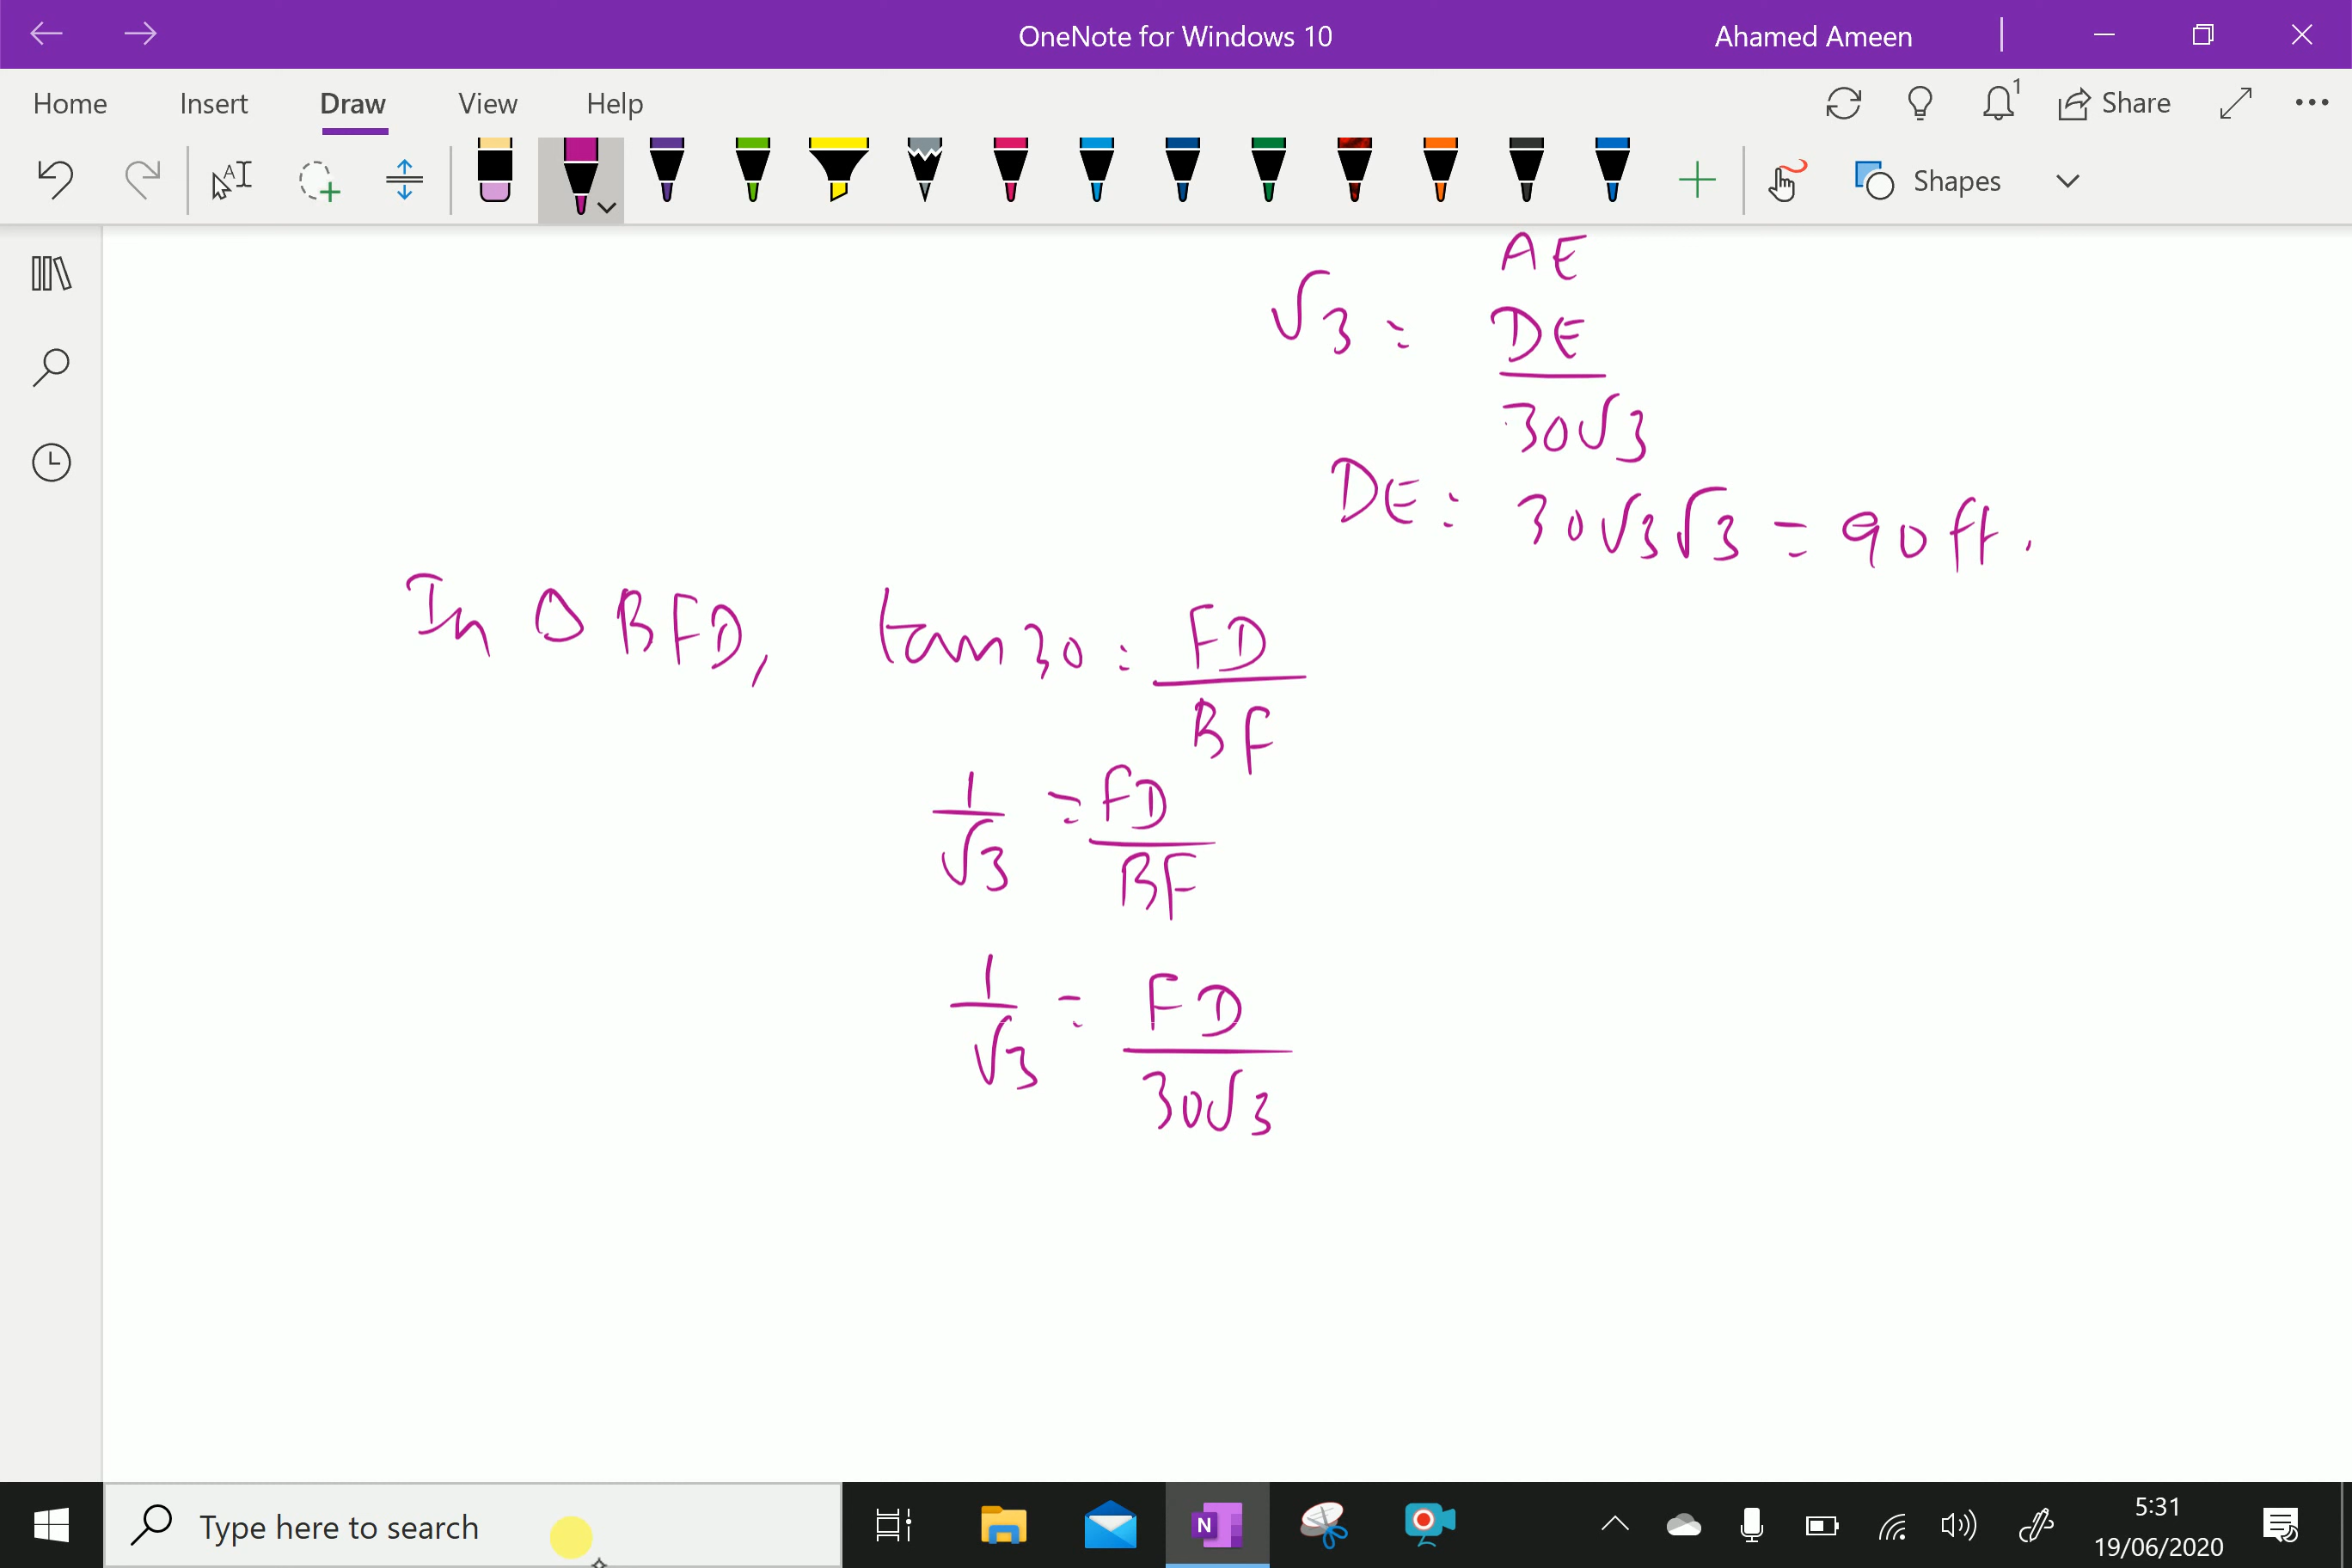 OneNote for Windows 10
Ahamed Ameen
Home Insert Draw View Help
1 Share
Shapes
AE
√3 = DE
30√3
DE = 30√3√3 = 90 ft.
In Δ BFD, tan 30 = FD
BF
1 = FD
√3 BF
1 = FD
√3 30√3
Type here to search
N
5:31
19/06/2020